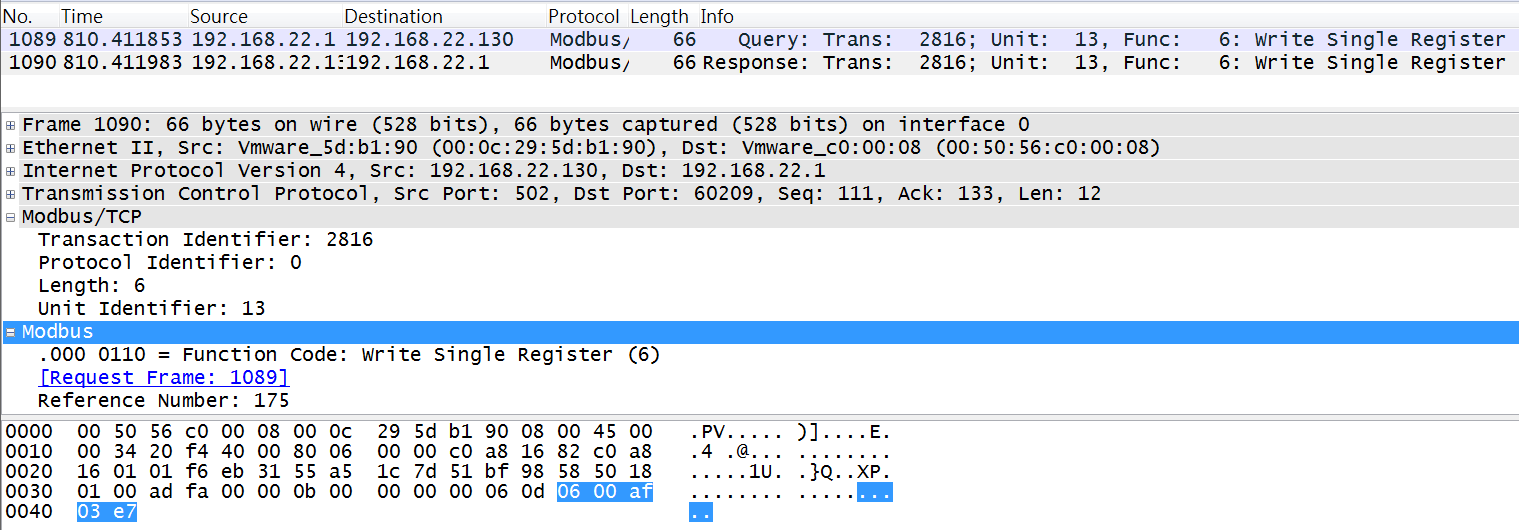 No. Time Source Destination Protocol Length Info
1089 810.411853 192.168.22.1 192.168.22.130 Modbus/ 66 Query: Trans: 2816; Unit: 13, Func: 6: Write Single Register
1090 810.411983 192.168.22.13 192.168.22.1 Modbus/ 66 Response: Trans: 2816; Unit: 13, Func: 6: Write Single Register
Frame 1090: 66 bytes on wire (528 bits), 66 bytes captured (528 bits) on interface 0
Ethernet II, Src: Vmware_5d:b1:90 (00:0c:29:5d:b1:90), Dst: Vmware_c0:00:08 (00:50:56:c0:00:08)
Internet Protocol Version 4, Src: 192.168.22.130, Dst: 192.168.22.1
Transmission Control Protocol, Src Port: 502, Dst Port: 60209, Seq: 111, Ack: 133, Len: 12
Modbus/TCP
Transaction Identifier: 2816
Protocol Identifier: 0
Length: 6
Unit Identifier: 13
Modbus
.000 0110 = Function Code: Write Single Register (6)
[Request Frame: 1089]
Reference Number: 175
0000 00 50 56 c0 00 08 00 0c 29 5d b1 90 08 00 45 00 .PV..... )]....E.
0010 00 34 20 f4 40 00 80 06 00 00 c0 a8 16 82 c0 a8 .4 .@... ........
0020 16 01 01 f6 eb 31 55 a5 1c 7d 51 bf 98 58 50 18 .....1U. .}Q..XP.
0030 01 00 ad fa 00 00 0b 00 00 00 00 06 0d 06 00 af ........ ........
0040 03 e7 ..